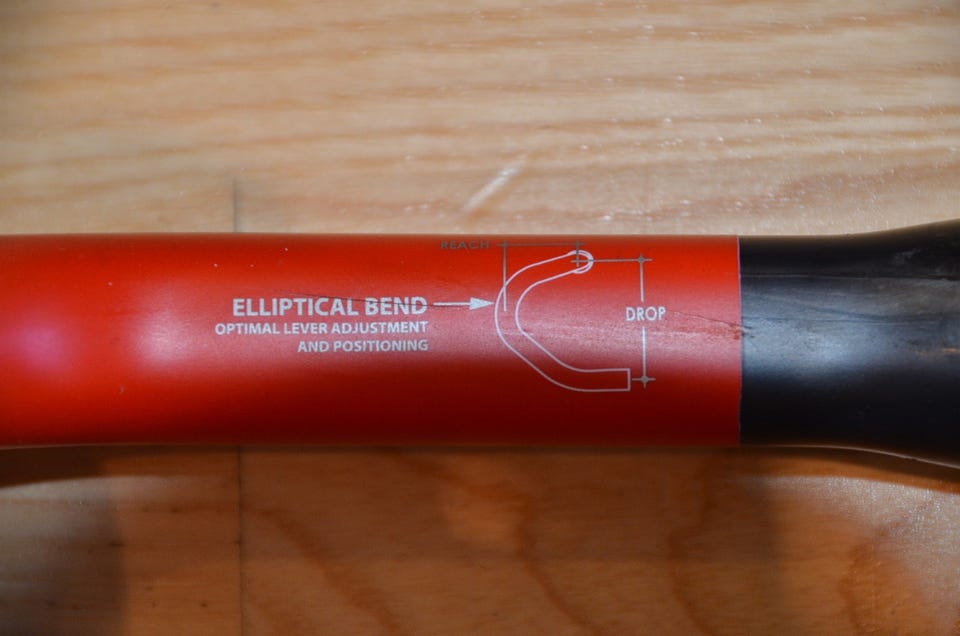 REACH
ELLIPTICAL BEND
OPTIMAL LEVER ADJUSTMENT
AND POSITIONING
DROP